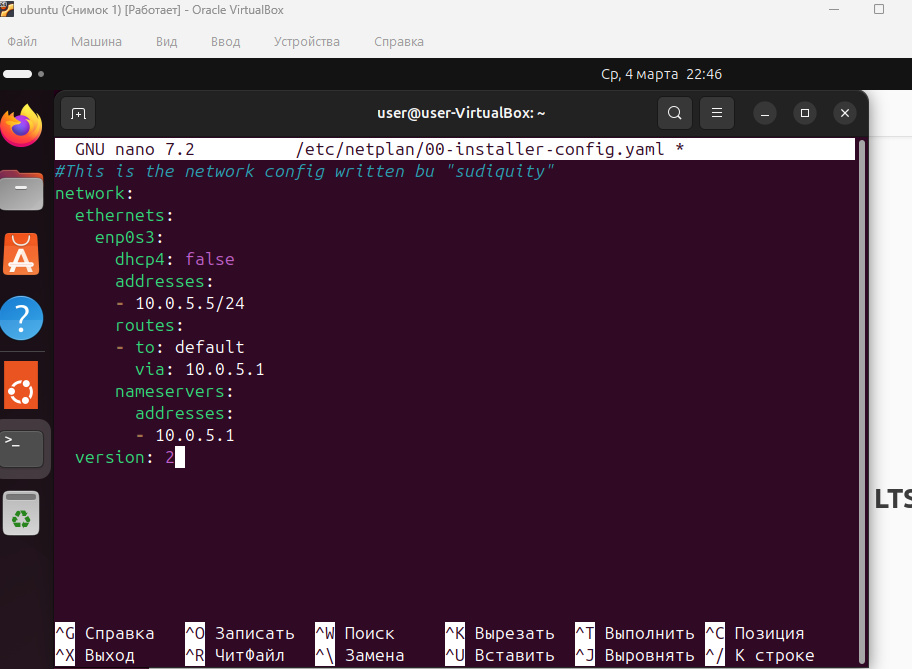 ubuntu (Снимок 1) [Работает] - Oracle VirtualBox
Файл Машина Вид Ввод Устройства Справка
Ср, 4 марта 22:46
user@user-VirtualBox: ~
GNU nano 7.2 /etc/netplan/00-installer-config.yaml *
#This is the network config written bu "sudiquity"
network:
  ethernets:
    enp0s3:
      dhcp4: false
      addresses:
      - 10.0.5.5/24
      routes:
      - to: default
        via: 10.0.5.1
      nameservers:
        addresses:
        - 10.0.5.1
  version: 2
LTS
^G Справка ^O Записать ^W Поиск ^K Вырезать ^T Выполнить ^C Позиция
^X Выход ^R ЧитФайл ^\ Замена ^U Вставить ^J Выровнять ^/ К строке